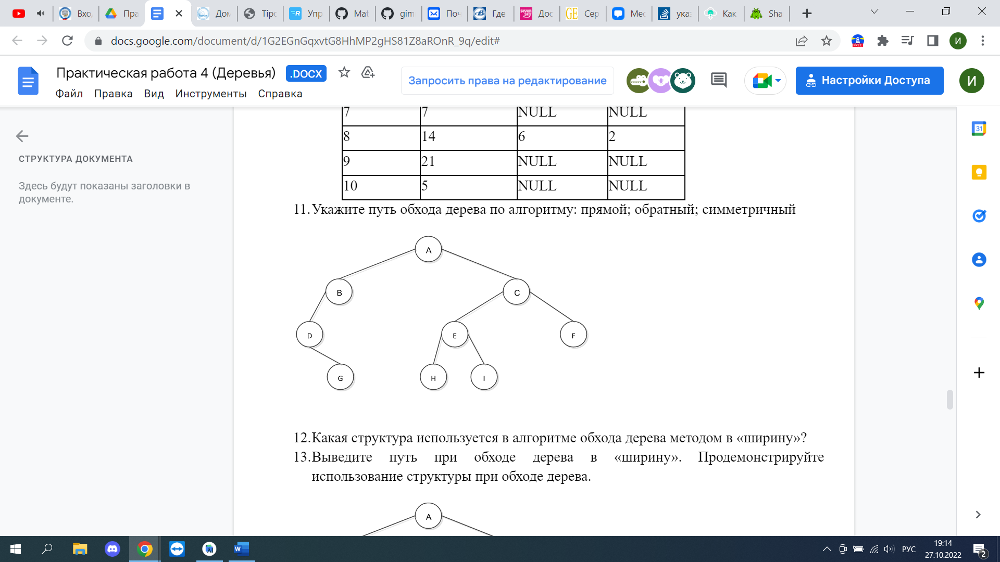 Вхо
Пра
Дом
Tipo
Упр
Mat
gim
Поч
Где
Дос
Сер
Мес
ука
Как
Sha
docs.google.com/document/d/1G2EGnGqxvtG8HhMP2gHS81Z8aROnR_9q/edit#
FREE
И
Практическая работа 4 (Деревья)
.DOCX
Файл Правка Вид Инструменты Справка
Запросить права на редактирование
Настройки Доступа
И
СТРУКТУРА ДОКУМЕНТА
Здесь будут показаны заголовки в
документе.
7 7 NULL NULL
8 14 6 2
9 21 NULL NULL
10 5 NULL NULL
11. Укажите путь обхода дерева по алгоритму: прямой; обратный; симметричный
A
B C
D E F
G H I
12. Какая структура используется в алгоритме обхода дерева методом в «ширину»?
13. Выведите путь при обходе дерева в «ширину». Продемонстрируйте
использование структуры при обходе дерева.
A
31
РУС
19:14
27.10.2022
2